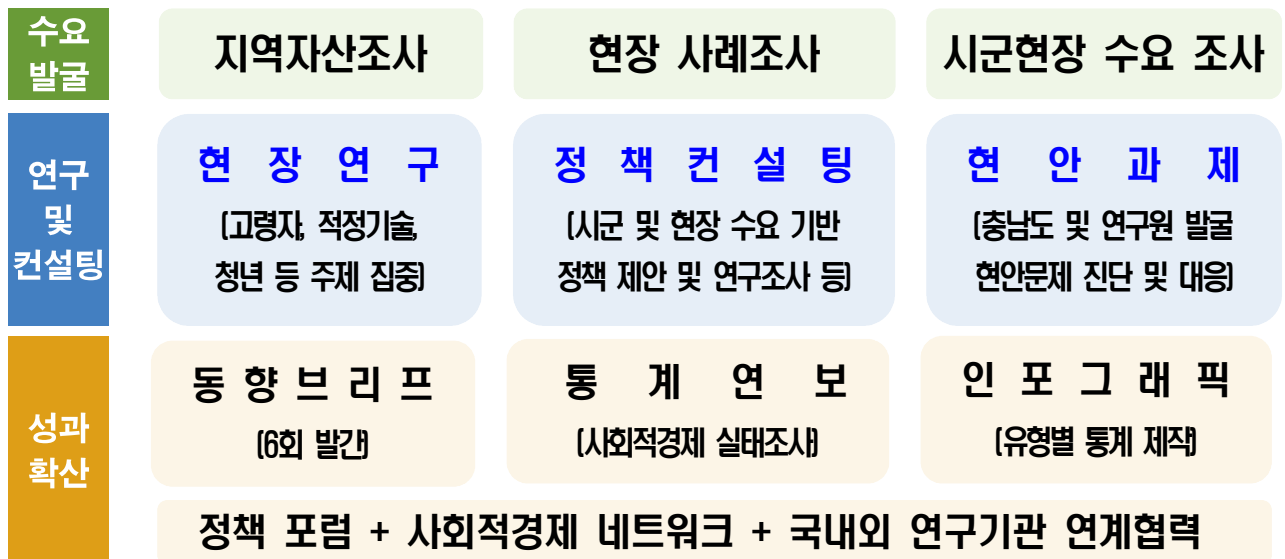 수요
발굴
지역자산조사
현장 사례조사
시군현장 수요 조사
연구
및
컨설팅
현장연구
(고령자, 적정기술,
청년 등 주제 집중)
정책컨설팅
(시군 및 현장 수요 기반
정책 제안 및 연구조사 등)
현안과제
(충남도 및 연구원 발굴
현안문제 진단 및 대응)
성과
확산
동향브리프
(6회 발간)
통계연보
(사회적경제 실태조사)
인포그래픽
(유형별 통계 제작)
정책 포럼 + 사회적경제 네트워크 + 국내외 연구기관 연계협력